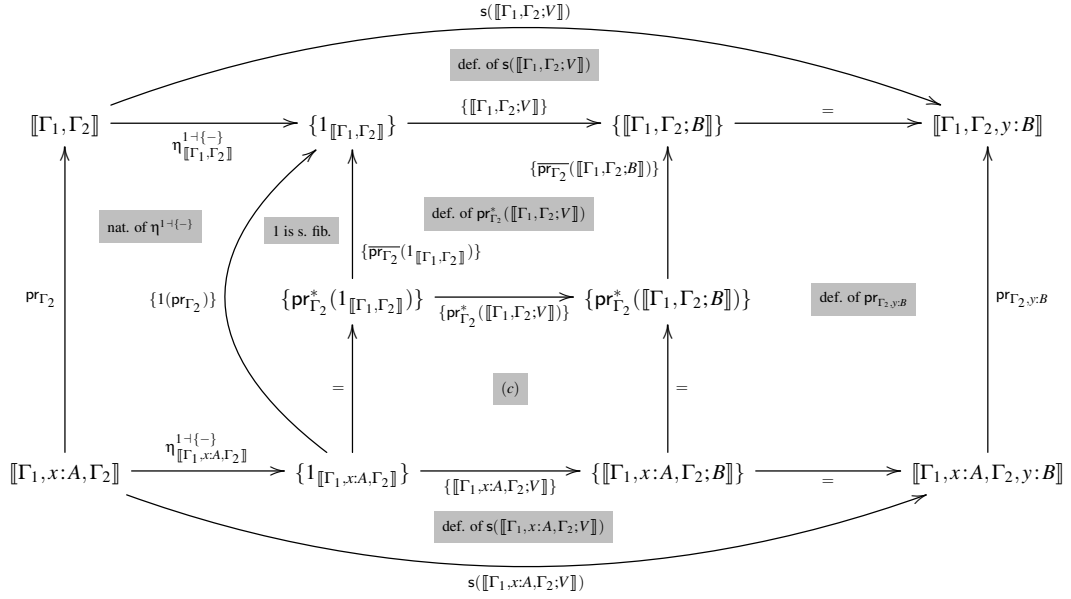 s(⟦Γ₁,Γ₂;V⟧)
def. of s(⟦Γ₁,Γ₂;V⟧)
⟦Γ₁,Γ₂⟧ {1_⟦Γ₁,Γ₂⟧} {⟦Γ₁,Γ₂;V⟧} {⟦Γ₁,Γ₂;B⟧} = ⟦Γ₁,Γ₂,y:B⟧
η^{1⊣{−}}_⟦Γ₁,Γ₂⟧
{\overline{pr_{Γ₂}}(⟦Γ₁,Γ₂;B⟧)}
nat. of η^{1⊣{−}} 1 is s. fib. def. of pr*_{Γ₂}(⟦Γ₁,Γ₂;V⟧)
{\overline{pr_{Γ₂}}(1_⟦Γ₁,Γ₂⟧)}
pr_{Γ₂} {1(pr_{Γ₂})} {pr*_{Γ₂}(1_⟦Γ₁,Γ₂⟧)} {pr*_{Γ₂}(⟦Γ₁,Γ₂;B⟧)} def. of pr_{Γ₂,y:B} pr_{Γ₂,y:B}
{pr*_{Γ₂}(⟦Γ₁,Γ₂;V⟧)}
= (c) =
η^{1⊣{−}}_⟦Γ₁,x:A,Γ₂⟧
⟦Γ₁,x:A,Γ₂⟧ {1_⟦Γ₁,x:A,Γ₂⟧} {⟦Γ₁,x:A,Γ₂;B⟧} ⟦Γ₁,x:A,Γ₂,y:B⟧
{⟦Γ₁,x:A,Γ₂;V⟧} =
def. of s(⟦Γ₁,x:A,Γ₂;V⟧)
s(⟦Γ₁,x:A,Γ₂;V⟧)